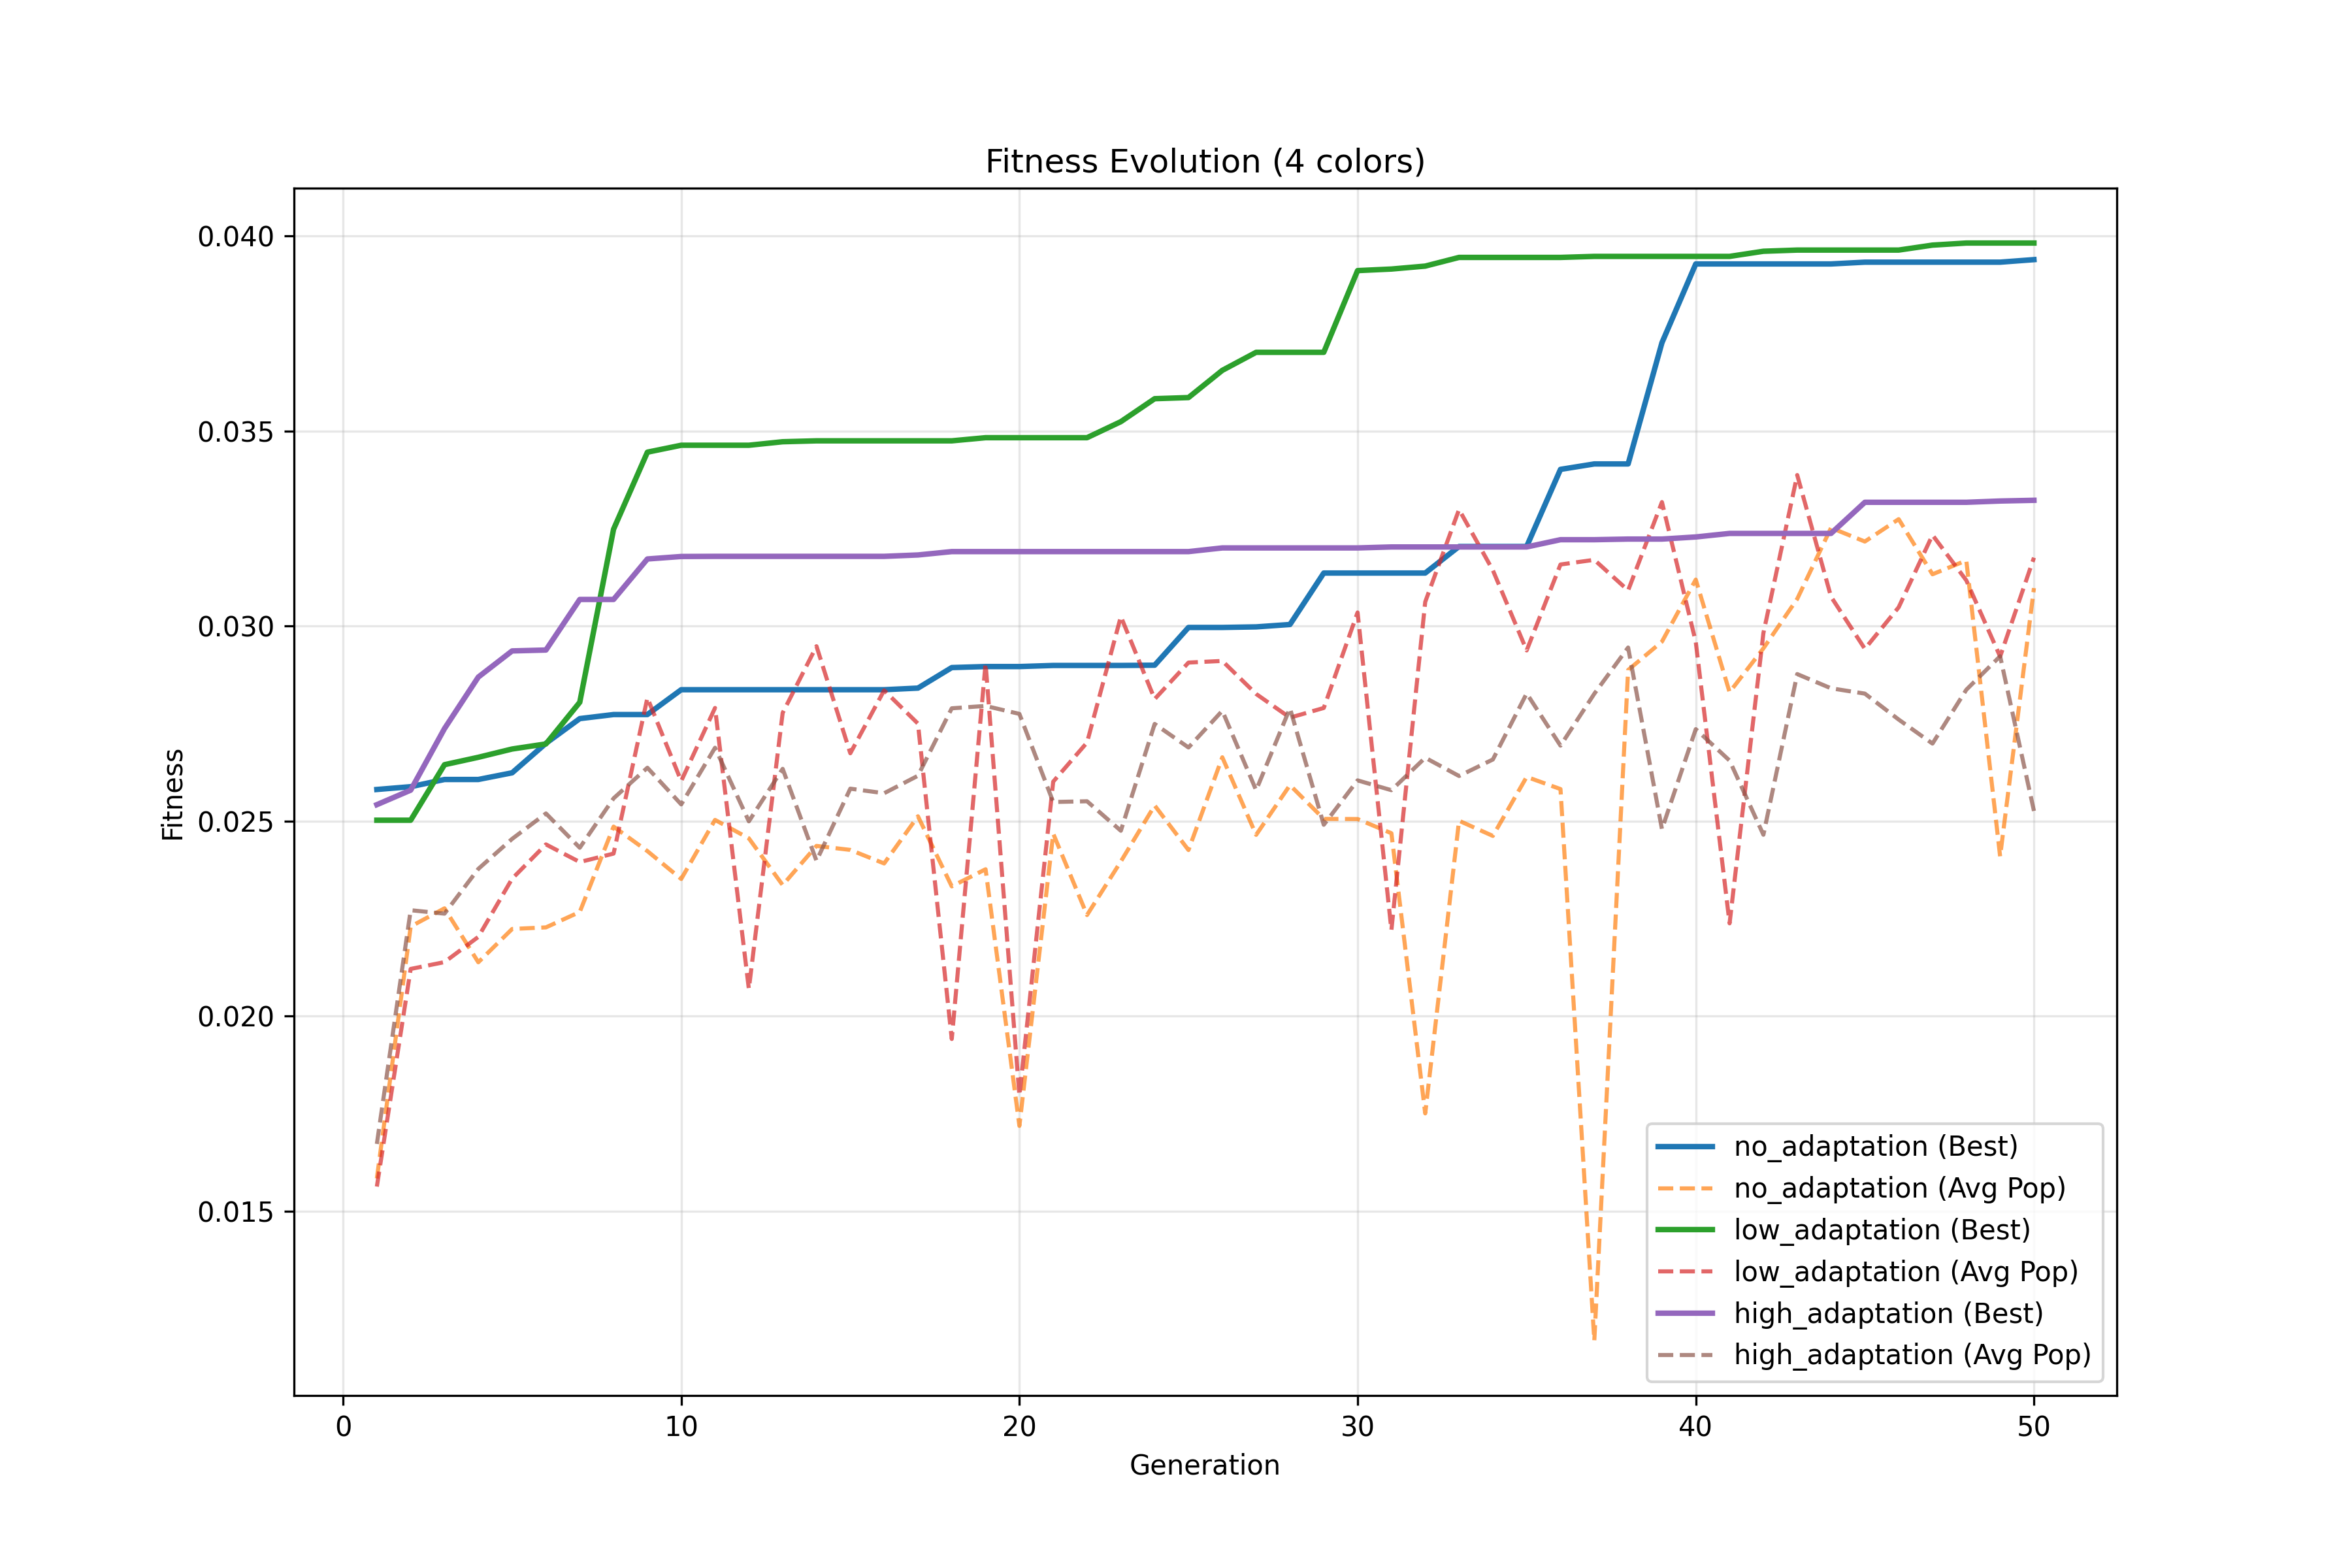 Fitness Evolution (4 colors)
0.040
0.035
0.030
0.025
0.020
0.015
Fitness
0 10 20 30 40 50
Generation
no_adaptation (Best)
no_adaptation (Avg Pop)
low_adaptation (Best)
low_adaptation (Avg Pop)
high_adaptation (Best)
high_adaptation (Avg Pop)